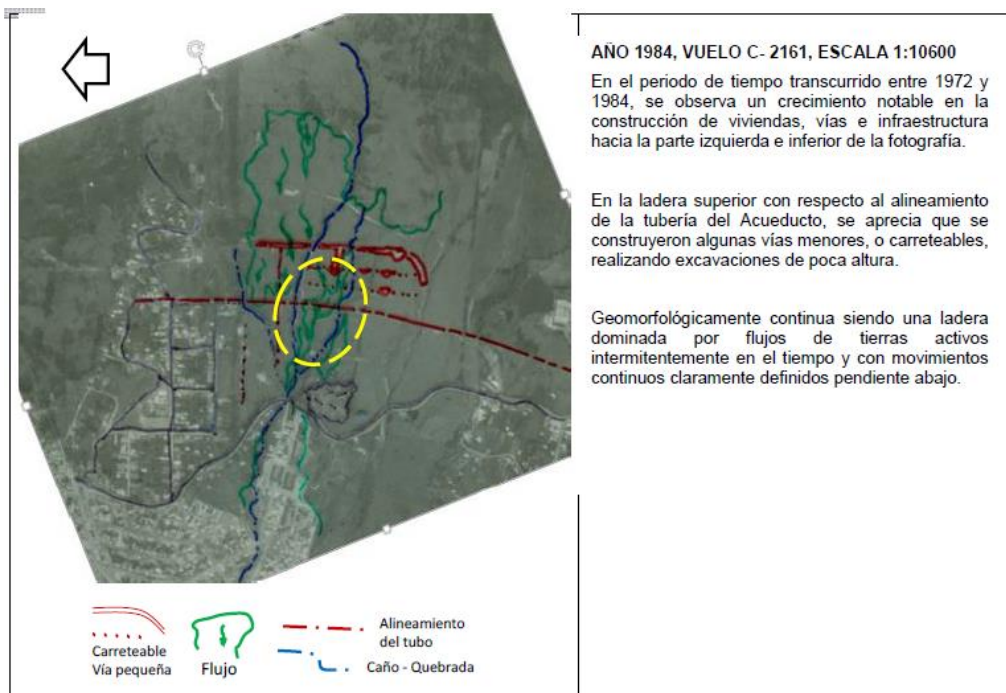 AÑO 1984, VUELO C- 2161, ESCALA 1:10600
En el periodo de tiempo transcurrido entre 1972 y
1984, se observa un crecimiento notable en la
construcción de viviendas, vías e infraestructura
hacia la parte izquierda e inferior de la fotografía.
En la ladera superior con respecto al alineamiento
de la tubería del Acueducto, se aprecia que se
construyeron algunas vías menores, o carreteables,
realizando excavaciones de poca altura.
Geomorfológicamente continua siendo una ladera
dominada por flujos de tierras activos
intermitentemente en el tiempo y con movimientos
continuos claramente definidos pendiente abajo.
Carreteable
Vía pequeña
Flujo
Alineamiento
del tubo
Caño - Quebrada